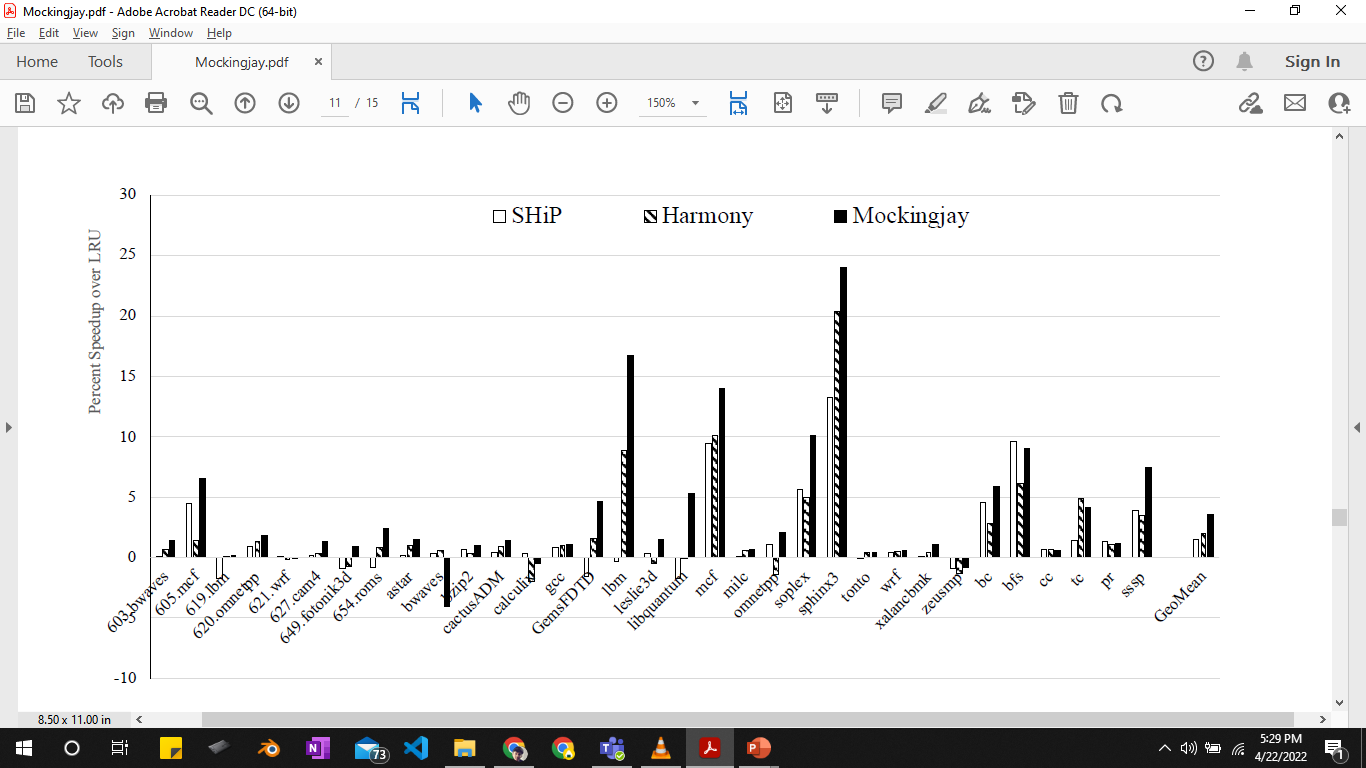 Mockingjay.pdf - Adobe Acrobat Reader DC (64-bit)
File Edit View Sign Window Help
Home Tools Mockingjay.pdf × Sign In
11 / 15 150%
30
25
20
15
10
5
0
-5
-10
Percent Speedup over LRU
SHiP Harmony Mockingjay
603.bwaves
605.mcf
619.lbm
620.omnetpp
621.wrf
627.cam4
649.fotonik3d
654.roms
astar
bwaves
bzip2
cactusADM
calculix
gcc
GemsFDTD
lbm
leslie3d
libquantum
mcf
milc
omnetpp
soplex
sphinx3
tonto
wrf
xalancbmk
zeusmp
bc
bfs
cc
tc
pr
sssp
GeoMean
8.50 x 11.00 in
73
5:29 PM
4/22/2022
1